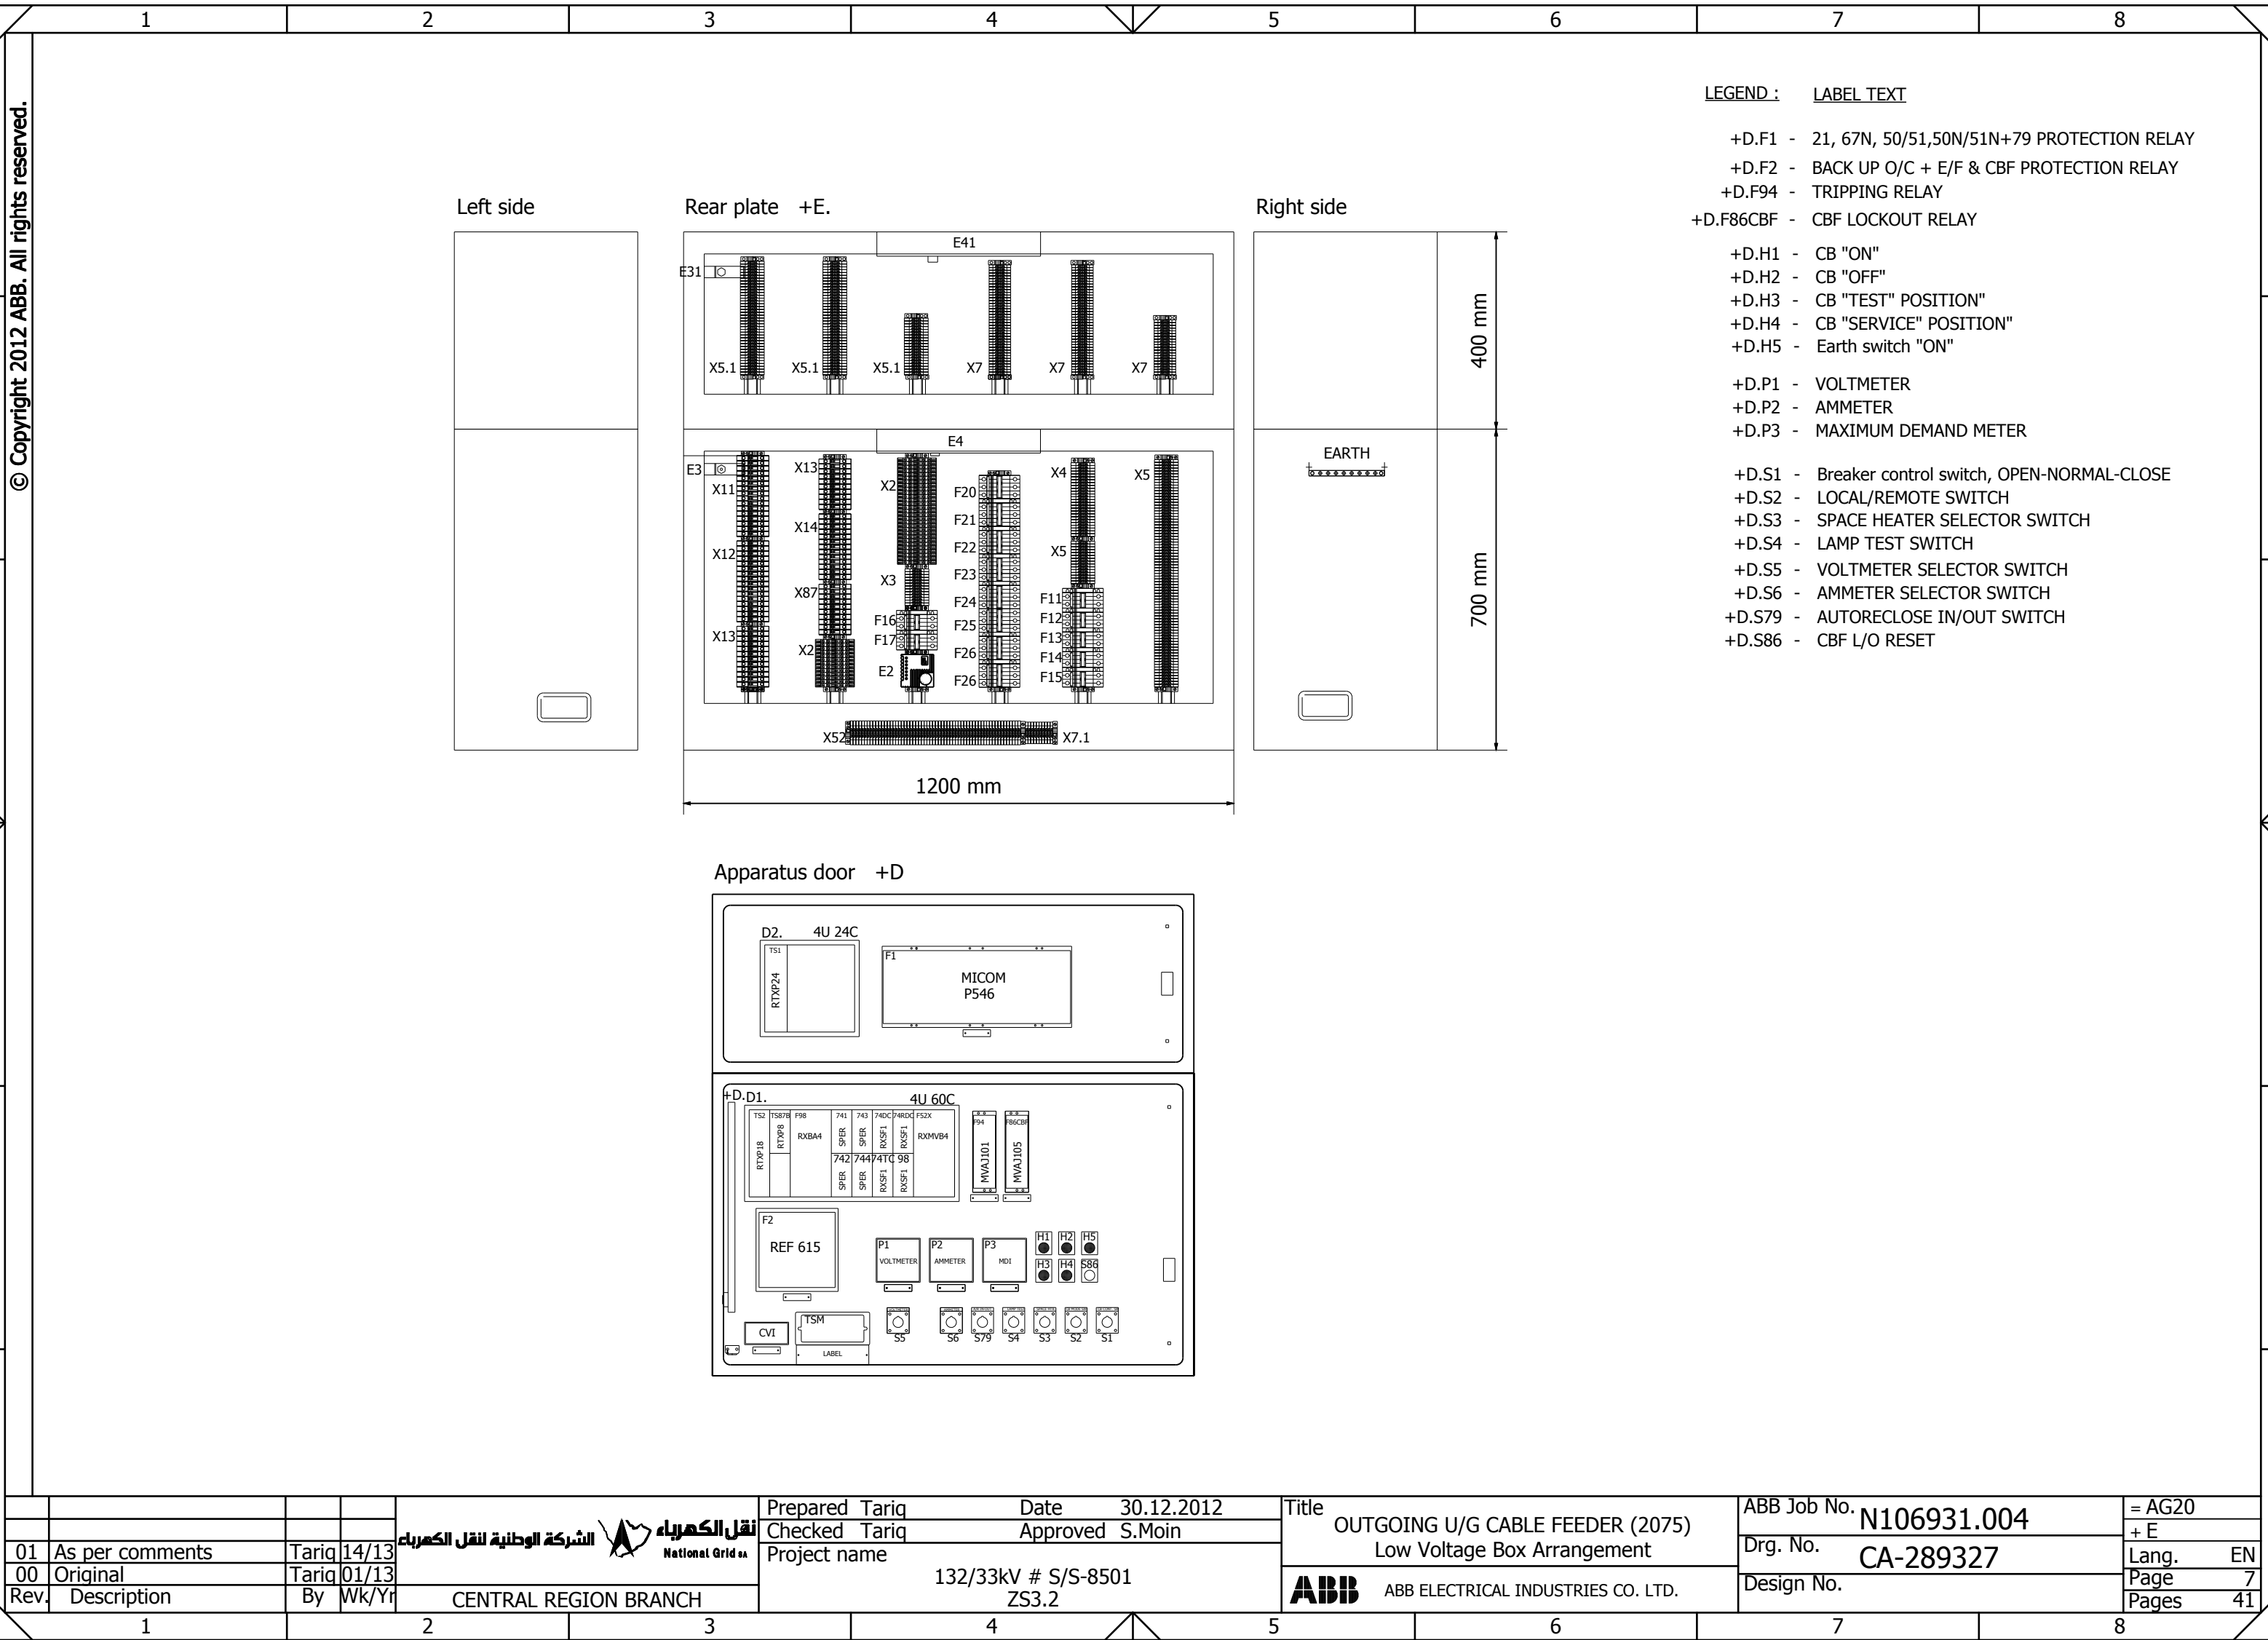 1 2 3 4 5 6 7 8
© Copyright 2012 ABB. All rights reserved.
LEGEND : LABEL TEXT
+D.F1 - 21, 67N, 50/51,50N/51N+79 PROTECTION RELAY
+D.F2 - BACK UP O/C + E/F & CBF PROTECTION RELAY
+D.F94 - TRIPPING RELAY
+D.F86CBF - CBF LOCKOUT RELAY
+D.H1 - CB "ON"
+D.H2 - CB "OFF"
+D.H3 - CB "TEST" POSITION"
+D.H4 - CB "SERVICE" POSITION"
+D.H5 - Earth switch "ON"
+D.P1 - VOLTMETER
+D.P2 - AMMETER
+D.P3 - MAXIMUM DEMAND METER
+D.S1 - Breaker control switch, OPEN-NORMAL-CLOSE
+D.S2 - LOCAL/REMOTE SWITCH
+D.S3 - SPACE HEATER SELECTOR SWITCH
+D.S4 - LAMP TEST SWITCH
+D.S5 - VOLTMETER SELECTOR SWITCH
+D.S6 - AMMETER SELECTOR SWITCH
+D.S79 - AUTORECLOSE IN/OUT SWITCH
+D.S86 - CBF L/O RESET
Left side
Rear plate +E.
Right side
E41
E31
X5.1 X5.1 X5.1 X7 X7 X7
400 mm
E4
E3
X11
X12
X13
X13
X14
X87
X2
X2
X3
F16
F17
E2
F20
F21
F22
F23
F24
F25
F26
F26
X4
X5
F11
F12
F13
F14
F15
X5
EARTH
700 mm
X52 X7.1
1200 mm
Apparatus door +D
D2. 4U 24C
TS1
RTXP24
F1
MICOM
P546
+D.D1. 4U 60C
TS2 TS87B F98 741 743 74DC 74RDC F52X
RTXP18 RTXP8 RXBA4 SPER SPER RXSF1 RXSF1 RXMVB4
742 744 74TC 98
SPER SPER RXSF1 RXSF1
F94 F86CBF
MVAJ101 MVAJ105
F2
REF 615
P1 P2 P3
VOLTMETER AMMETER MDI
H1 H2 H5
H3 H4 S86
CVI
TSM
LABEL
S5 S6 S79 S4 S3 S2 S1
01 As per comments Tariq 14/13
00 Original Tariq 01/13
Rev. Description By Wk/Yr
الشركة الوطنية لنقل الكهرباء
نقل الكهرباء
National Grid SA
CENTRAL REGION BRANCH
Prepared Tariq Date 30.12.2012
Checked Tariq Approved S.Moin
Project name
132/33kV # S/S-8501
ZS3.2
Title
OUTGOING U/G CABLE FEEDER (2075)
Low Voltage Box Arrangement
ABB ABB ELECTRICAL INDUSTRIES CO. LTD.
ABB Job No. N106931.004
Drg. No. CA-289327
Design No.
= AG20
+ E
Lang. EN
Page 7
Pages 41
1 2 3 4 5 6 7 8